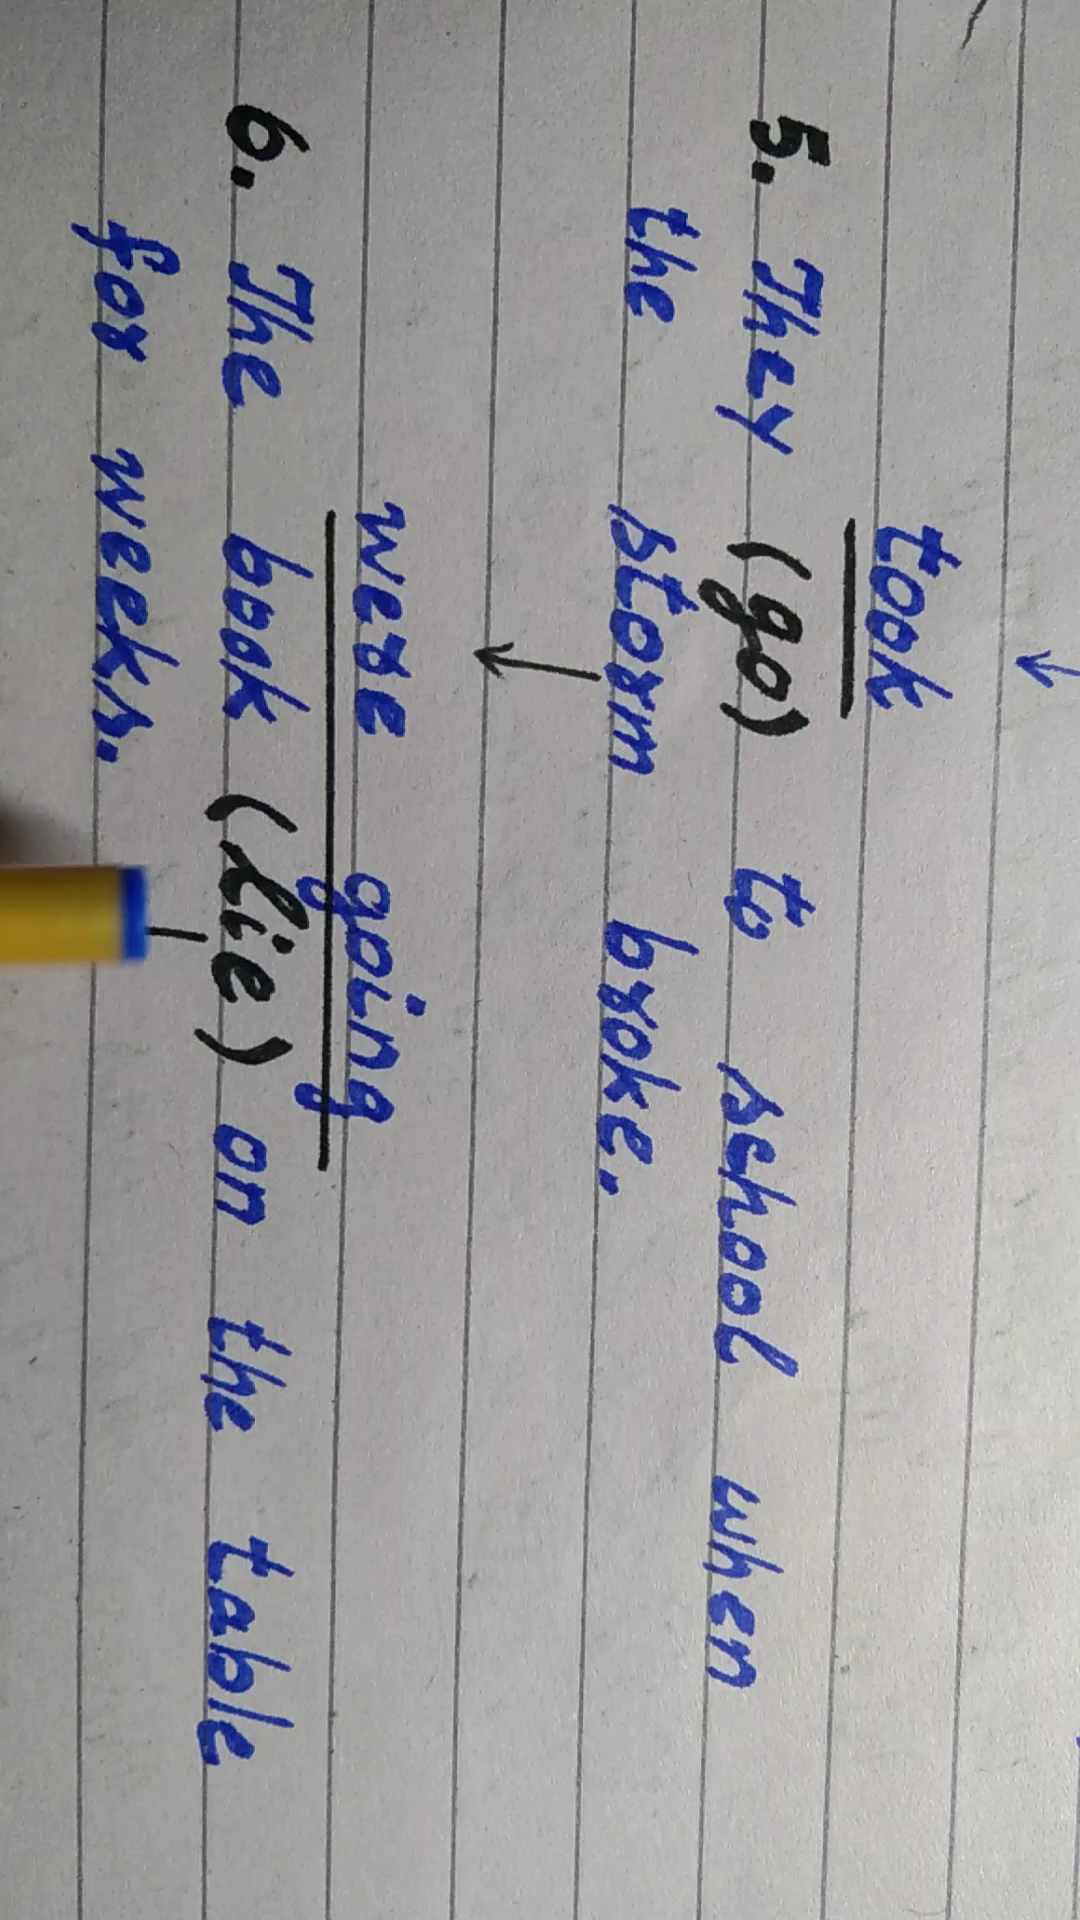 took
5. They (go) to school when
the storm broke.
were going
6. The book (Lie) on the table
for weeks.